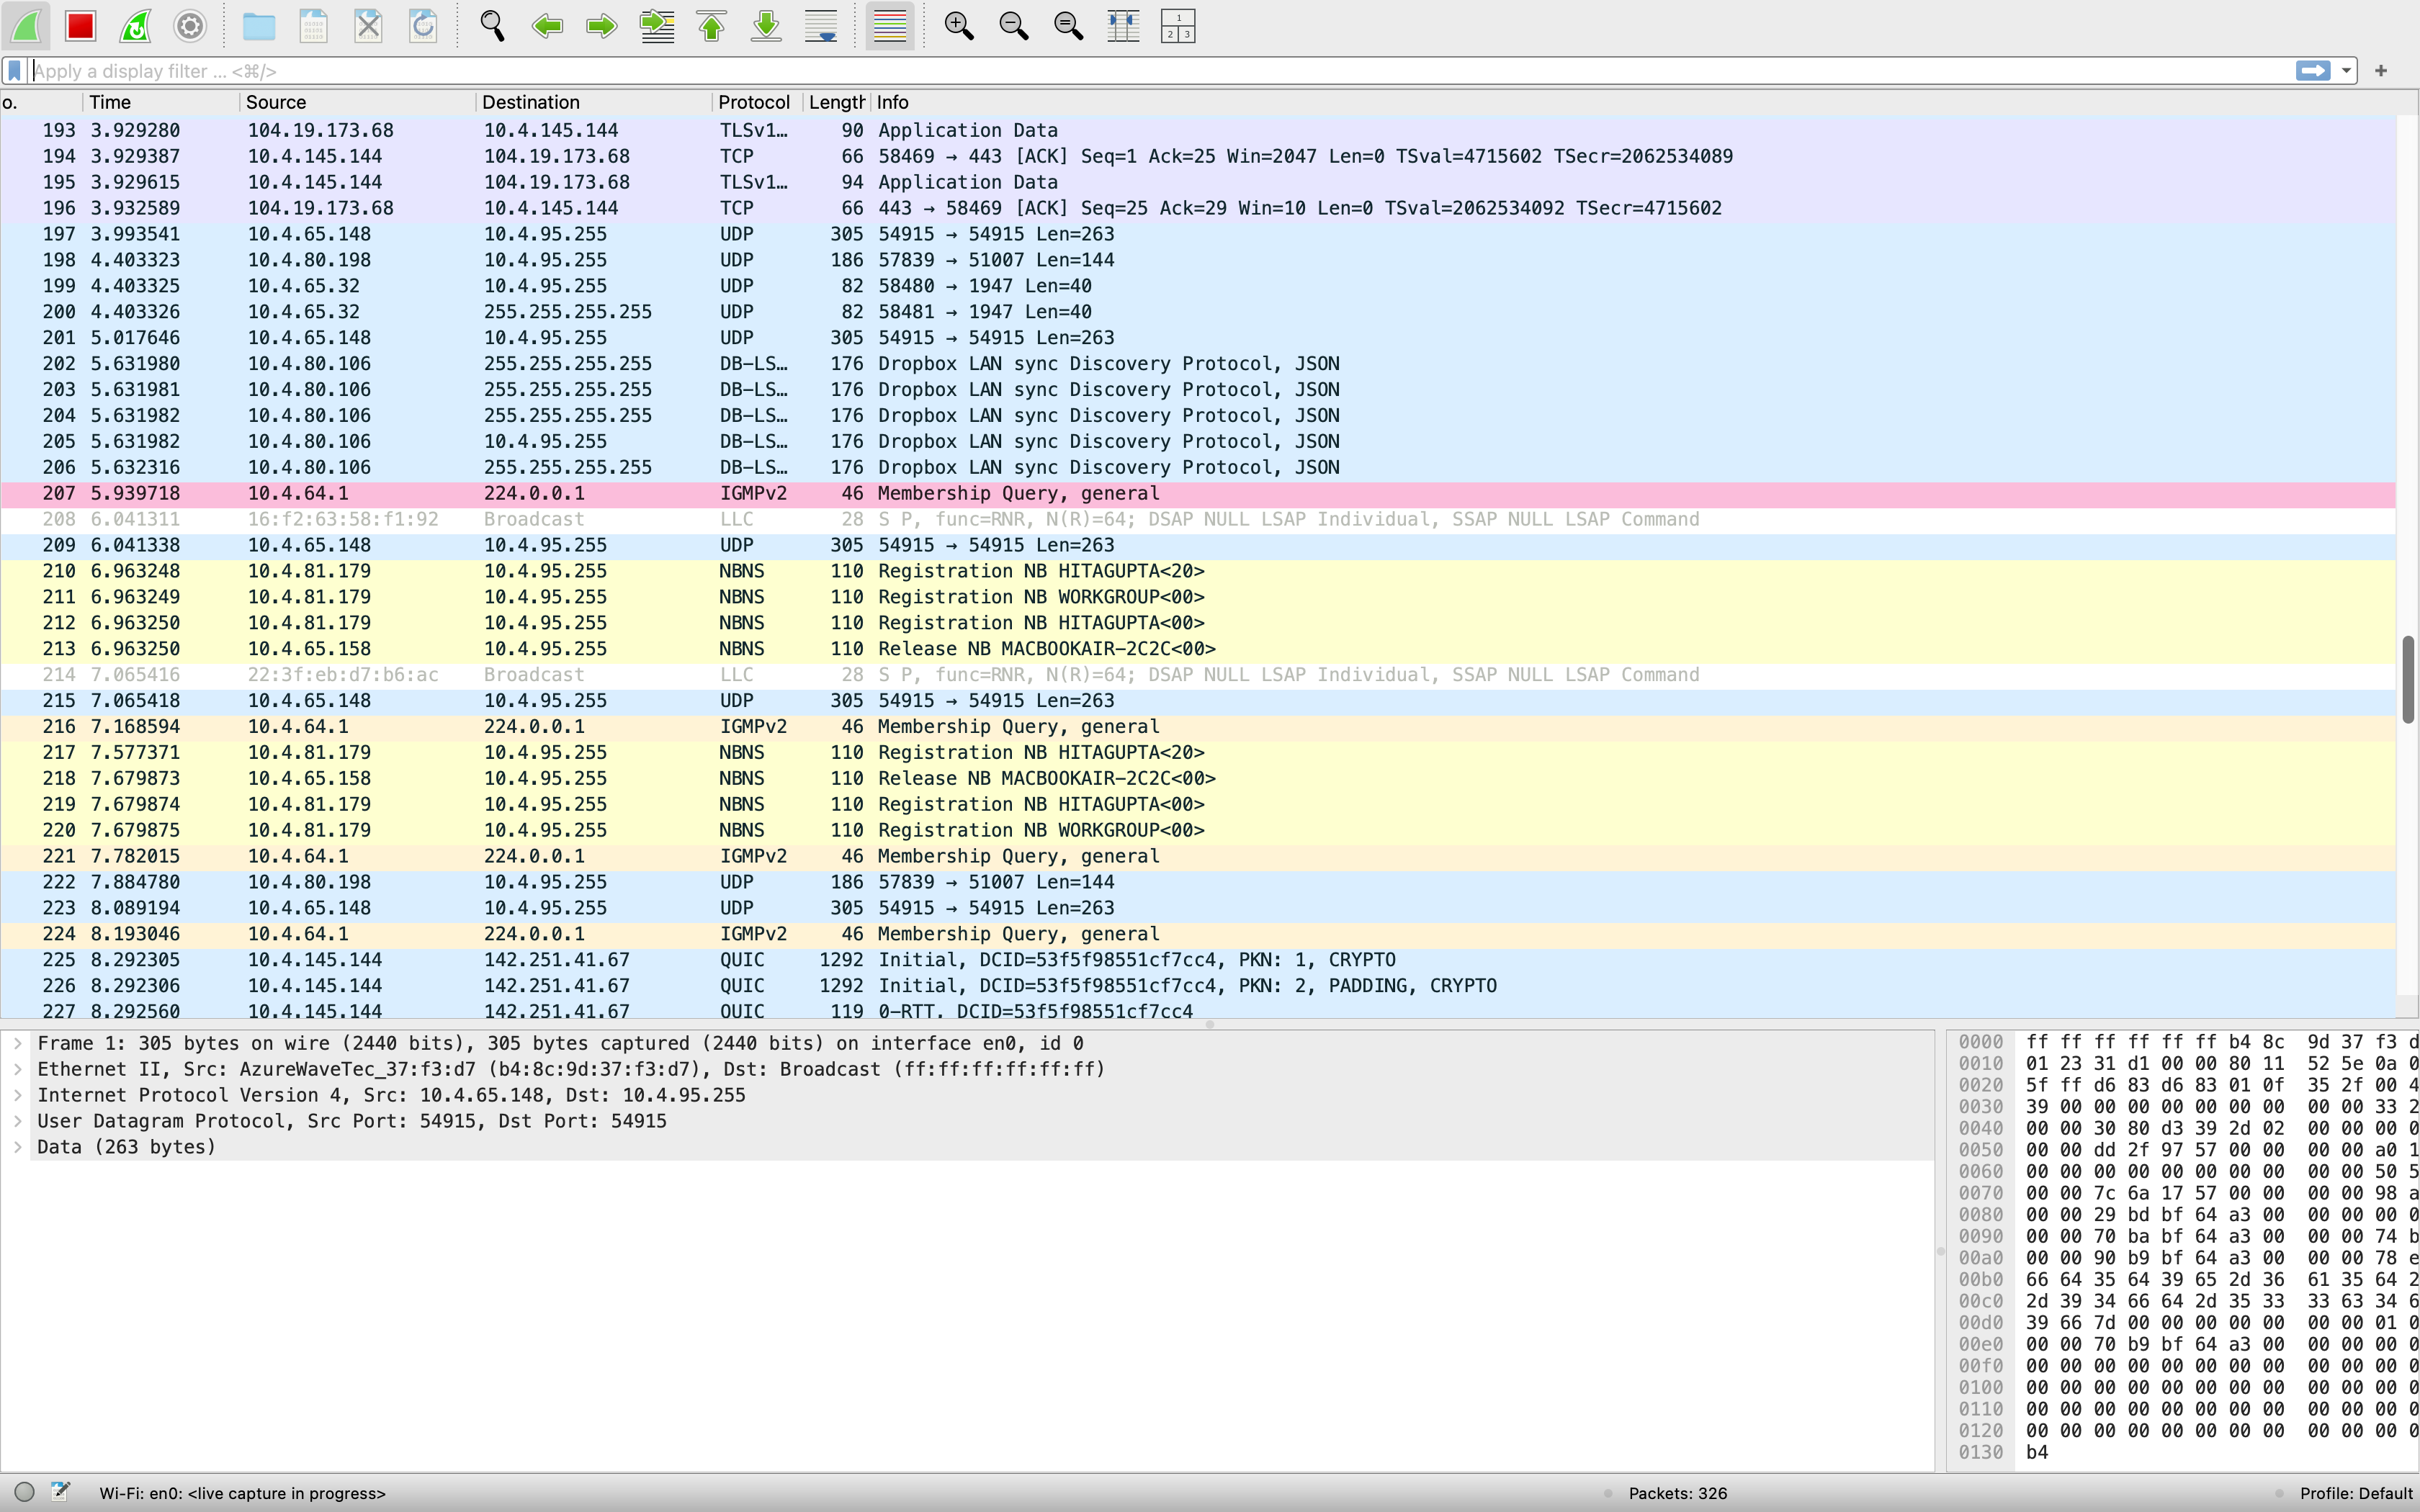 1
2 3
Apply a display filter ... <⌘/>
o. Time Source Destination Protocol Length Info
193 3.929280 104.19.173.68 10.4.145.144 TLSv1… 90 Application Data
194 3.929387 10.4.145.144 104.19.173.68 TCP 66 58469 → 443 [ACK] Seq=1 Ack=25 Win=2047 Len=0 TSval=4715602 TSecr=2062534089
195 3.929615 10.4.145.144 104.19.173.68 TLSv1… 94 Application Data
196 3.932589 104.19.173.68 10.4.145.144 TCP 66 443 → 58469 [ACK] Seq=25 Ack=29 Win=10 Len=0 TSval=2062534092 TSecr=4715602
197 3.993541 10.4.65.148 10.4.95.255 UDP 305 54915 → 54915 Len=263
198 4.403323 10.4.80.198 10.4.95.255 UDP 186 57839 → 51007 Len=144
199 4.403325 10.4.65.32 10.4.95.255 UDP 82 58480 → 1947 Len=40
200 4.403326 10.4.65.32 255.255.255.255 UDP 82 58481 → 1947 Len=40
201 5.017646 10.4.65.148 10.4.95.255 UDP 305 54915 → 54915 Len=263
202 5.631980 10.4.80.106 255.255.255.255 DB-LS… 176 Dropbox LAN sync Discovery Protocol, JSON
203 5.631981 10.4.80.106 255.255.255.255 DB-LS… 176 Dropbox LAN sync Discovery Protocol, JSON
204 5.631982 10.4.80.106 255.255.255.255 DB-LS… 176 Dropbox LAN sync Discovery Protocol, JSON
205 5.631982 10.4.80.106 10.4.95.255 DB-LS… 176 Dropbox LAN sync Discovery Protocol, JSON
206 5.632316 10.4.80.106 255.255.255.255 DB-LS… 176 Dropbox LAN sync Discovery Protocol, JSON
207 5.939718 10.4.64.1 224.0.0.1 IGMPv2 46 Membership Query, general
208 6.041311 16:f2:63:58:f1:92 Broadcast LLC 28 S P, func=RNR, N(R)=64; DSAP NULL LSAP Individual, SSAP NULL LSAP Command
209 6.041338 10.4.65.148 10.4.95.255 UDP 305 54915 → 54915 Len=263
210 6.963248 10.4.81.179 10.4.95.255 NBNS 110 Registration NB HITAGUPTA<20>
211 6.963249 10.4.81.179 10.4.95.255 NBNS 110 Registration NB WORKGROUP<00>
212 6.963250 10.4.81.179 10.4.95.255 NBNS 110 Registration NB HITAGUPTA<00>
213 6.963250 10.4.65.158 10.4.95.255 NBNS 110 Release NB MACBOOKAIR-2C2C<00>
214 7.065416 22:3f:eb:d7:b6:ac Broadcast LLC 28 S P, func=RNR, N(R)=64; DSAP NULL LSAP Individual, SSAP NULL LSAP Command
215 7.065418 10.4.65.148 10.4.95.255 UDP 305 54915 → 54915 Len=263
216 7.168594 10.4.64.1 224.0.0.1 IGMPv2 46 Membership Query, general
217 7.577371 10.4.81.179 10.4.95.255 NBNS 110 Registration NB HITAGUPTA<20>
218 7.679873 10.4.65.158 10.4.95.255 NBNS 110 Release NB MACBOOKAIR-2C2C<00>
219 7.679874 10.4.81.179 10.4.95.255 NBNS 110 Registration NB HITAGUPTA<00>
220 7.679875 10.4.81.179 10.4.95.255 NBNS 110 Registration NB WORKGROUP<00>
221 7.782015 10.4.64.1 224.0.0.1 IGMPv2 46 Membership Query, general
222 7.884780 10.4.80.198 10.4.95.255 UDP 186 57839 → 51007 Len=144
223 8.089194 10.4.65.148 10.4.95.255 UDP 305 54915 → 54915 Len=263
224 8.193046 10.4.64.1 224.0.0.1 IGMPv2 46 Membership Query, general
225 8.292305 10.4.145.144 142.251.41.67 QUIC 1292 Initial, DCID=53f5f98551cf7cc4, PKN: 1, CRYPTO
226 8.292306 10.4.145.144 142.251.41.67 QUIC 1292 Initial, DCID=53f5f98551cf7cc4, PKN: 2, PADDING, CRYPTO
227 8.292560 10.4.145.144 142.251.41.67 QUIC 119 0-RTT, DCID=53f5f98551cf7cc4
Frame 1: 305 bytes on wire (2440 bits), 305 bytes captured (2440 bits) on interface en0, id 0
Ethernet II, Src: AzureWaveTec_37:f3:d7 (b4:8c:9d:37:f3:d7), Dst: Broadcast (ff:ff:ff:ff:ff:ff)
Internet Protocol Version 4, Src: 10.4.65.148, Dst: 10.4.95.255
User Datagram Protocol, Src Port: 54915, Dst Port: 54915
Data (263 bytes)
0000 ff ff ff ff ff ff b4 8c 9d 37 f3 d
0010 01 23 31 d1 00 00 80 11 52 5e 0a 0
0020 5f ff d6 83 d6 83 01 0f 35 2f 00 4
0030 39 00 00 00 00 00 00 00 00 00 33 2
0040 00 00 30 80 d3 39 2d 02 00 00 00 0
0050 00 00 dd 2f 97 57 00 00 00 00 a0 1
0060 00 00 00 00 00 00 00 00 00 00 50 5
0070 00 00 7c 6a 17 57 00 00 00 00 98 a
0080 00 00 29 bd bf 64 a3 00 00 00 00 0
0090 00 00 70 ba bf 64 a3 00 00 00 74 b
00a0 00 00 90 b9 bf 64 a3 00 00 00 78 e
00b0 66 64 35 64 39 65 2d 36 61 35 64 2
00c0 2d 39 34 66 64 2d 35 33 33 63 34 6
00d0 39 66 7d 00 00 00 00 00 00 00 01 0
00e0 00 00 70 b9 bf 64 a3 00 00 00 00 0
00f0 00 00 00 00 00 00 00 00 00 00 00 0
0100 00 00 00 00 00 00 00 00 00 00 00 0
0110 00 00 00 00 00 00 00 00 00 00 00 0
0120 00 00 00 00 00 00 00 00 00 00 00 0
0130 b4
Wi-Fi: en0: <live capture in progress> Packets: 326 Profile: Default